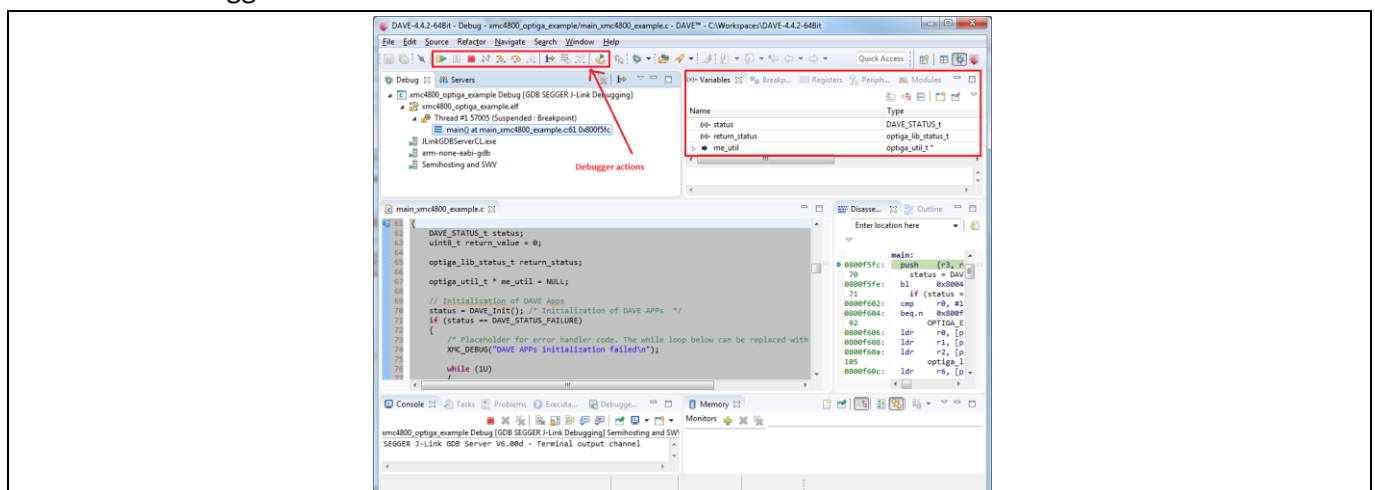 DAVE-4.4.2-64Bit - Debug - xmc4800_optiga_example/main_xmc4800_example.c - DAVE™ - C:\Workspaces\DAVE-4.4.2-64Bit
File Edit Source Refactor Navigate Search Window Help
Quick Access
Debug Servers
xmc4800_optiga_example Debug [GDB SEGGER J-Link Debugging]
xmc4800_optiga_example.elf
Thread #1 57005 (Suspended : Breakpoint)
main() at main_xmc4800_example.c:61 0x800f5fc
JLinkGDBServerCL.exe
arm-none-eabi-gdb
Semihosting and SWV
Debugger actions
(x)= Variables Breakp... Registers Periph... Modules
Name Type
(x)= status DAVE_STATUS_t
(x)= return_status optiga_lib_status_t
me_util optiga_util_t *
main_xmc4800_example.c
61 {
62 DAVE_STATUS_t status;
63 uint8_t return_value = 0;
64
65 optiga_lib_status_t return_status;
66
67 optiga_util_t * me_util = NULL;
68
69 // Initialisation of DAVE Apps
70 status = DAVE_Init(); /* Initialization of DAVE APPs */
71 if (status == DAVE_STATUS_FAILURE)
72 {
73 /* Placeholder for error handler code. The while loop below can be replaced with
74 XMC_DEBUG("DAVE APPs initialization failed\n");
75
76 while (1U)
77 {
Disasse... Outline
Enter location here
main:
0800f5fc: push {r3, r
70 status = DAV
0800f5fe: bl 0x8004
71 if (status =
0800f602: cmp r0, #1
0800f604: beq.n 0x800f
92 OPTIGA_E
0800f606: ldr r0, [p
0800f608: ldr r1, [p
0800f60a: ldr r2, [p
105 optiga_l
0800f60c: ldr r6, [p
Console Tasks Problems Executa... Debugge...
xmc4800_optiga_example Debug [GDB SEGGER J-Link Debugging] Semihosting and SWV
SEGGER J-Link GDB Server V6.00d - Terminal output channel
Memory
Monitors